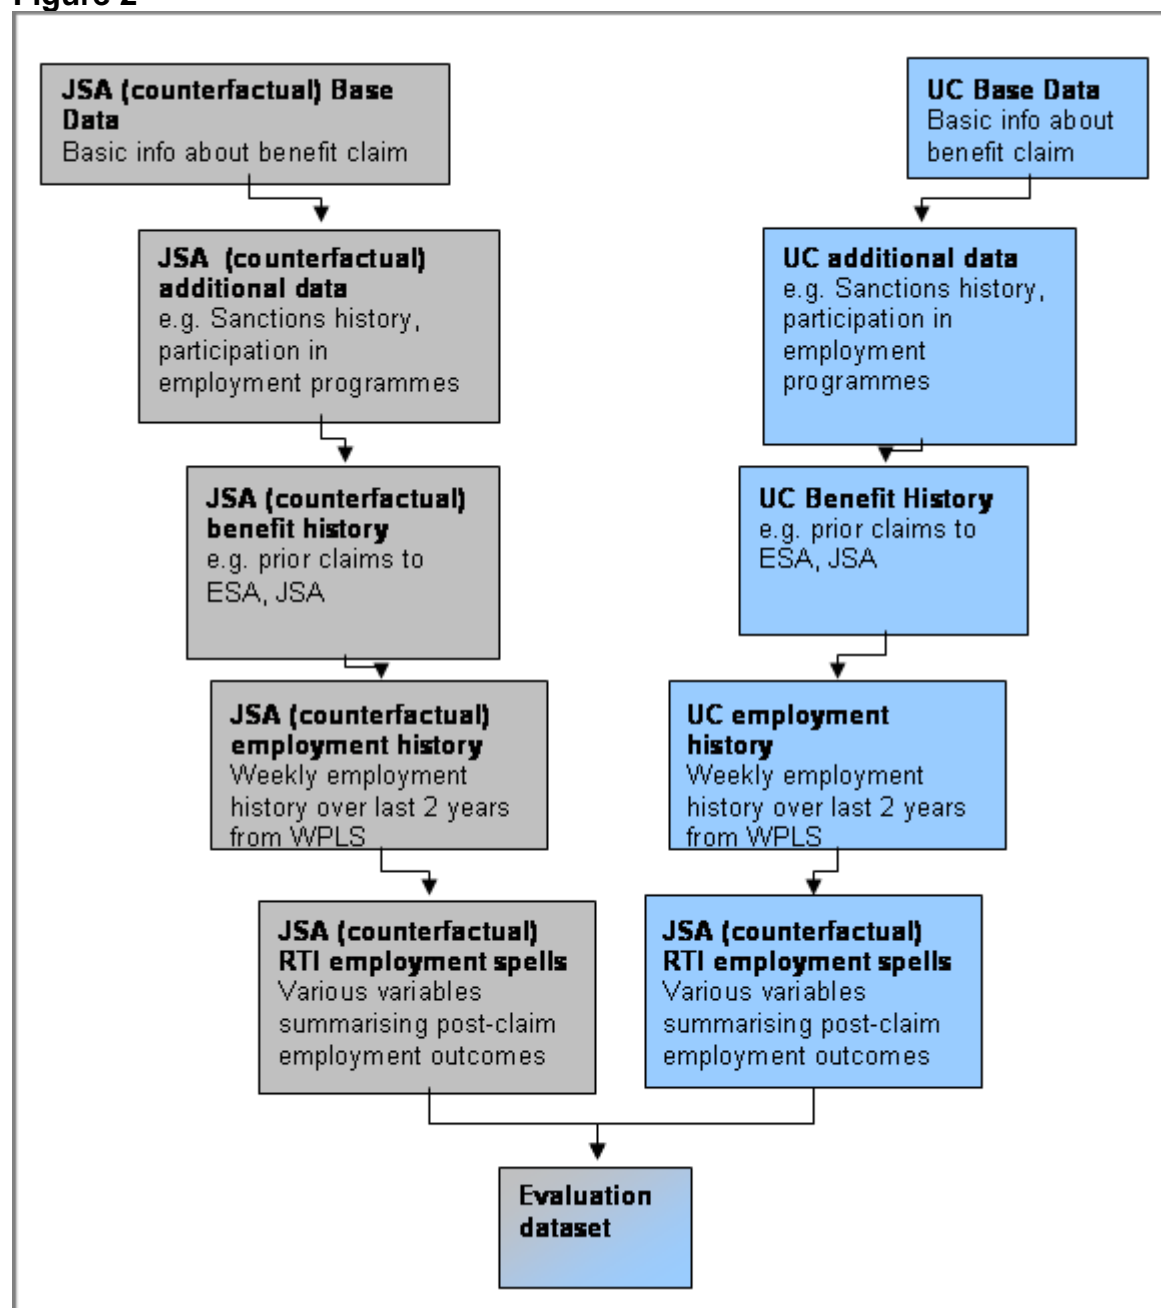 Figure 2
JSA (counterfactual) Base
Data
Basic info about benefit claim
UC Base Data
Basic info about
benefit claim
JSA (counterfactual)
additional data
e.g. Sanctions history,
participation in
employment programmes
UC additional data
e.g. Sanctions history,
participation in
employment
programmes
JSA (counterfactual)
benefit history
e.g. prior claims to
ESA, JSA
UC Benefit History
e.g. prior claims to
ESA, JSA
JSA (counterfactual)
employment history
Weekly employment
history over last 2 years
from WPLS
UC employment
history
Weekly employment
history over last 2 years
from WPLS
JSA (counterfactual)
RTI employment spells
Various variables
summarising post-claim
employment outcomes
JSA (counterfactual)
RTI employment spells
Various variables
summarising post-claim
employment outcomes
Evaluation
dataset